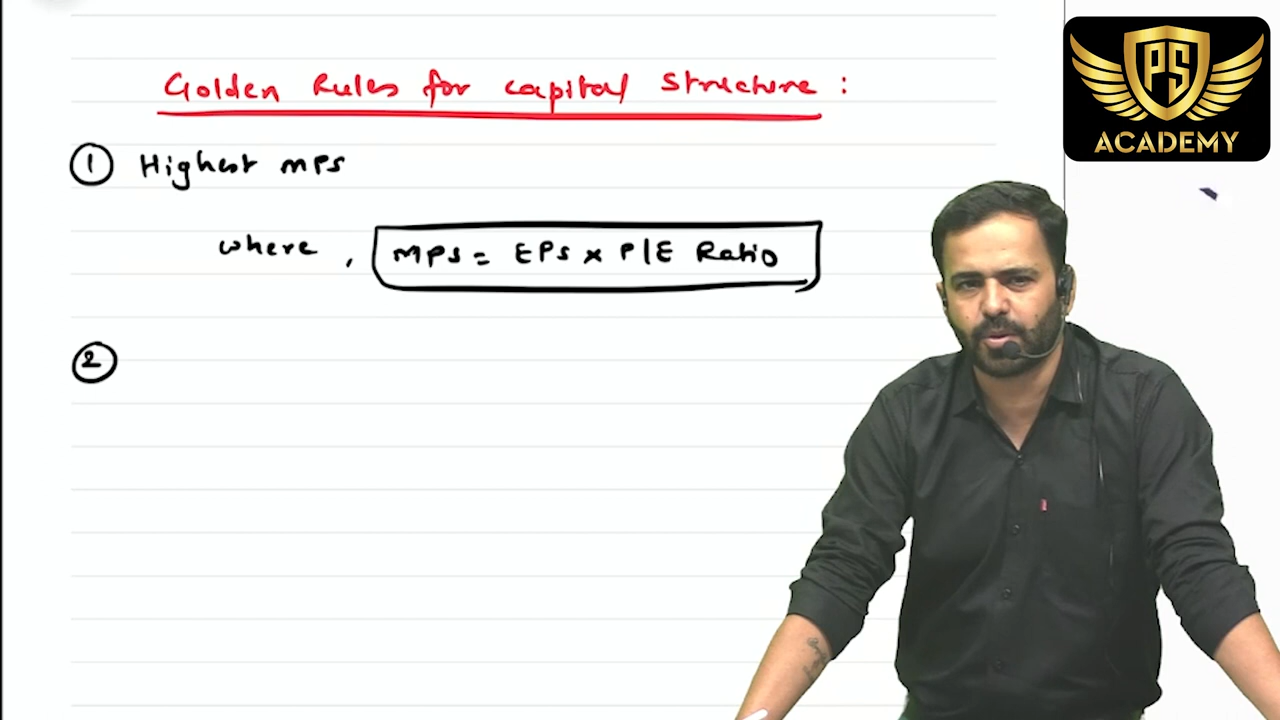 Golden Rules for capital structure :
① Highest MPS
where , MPS = EPS × P/E Ratio
②
PS
ACADEMY